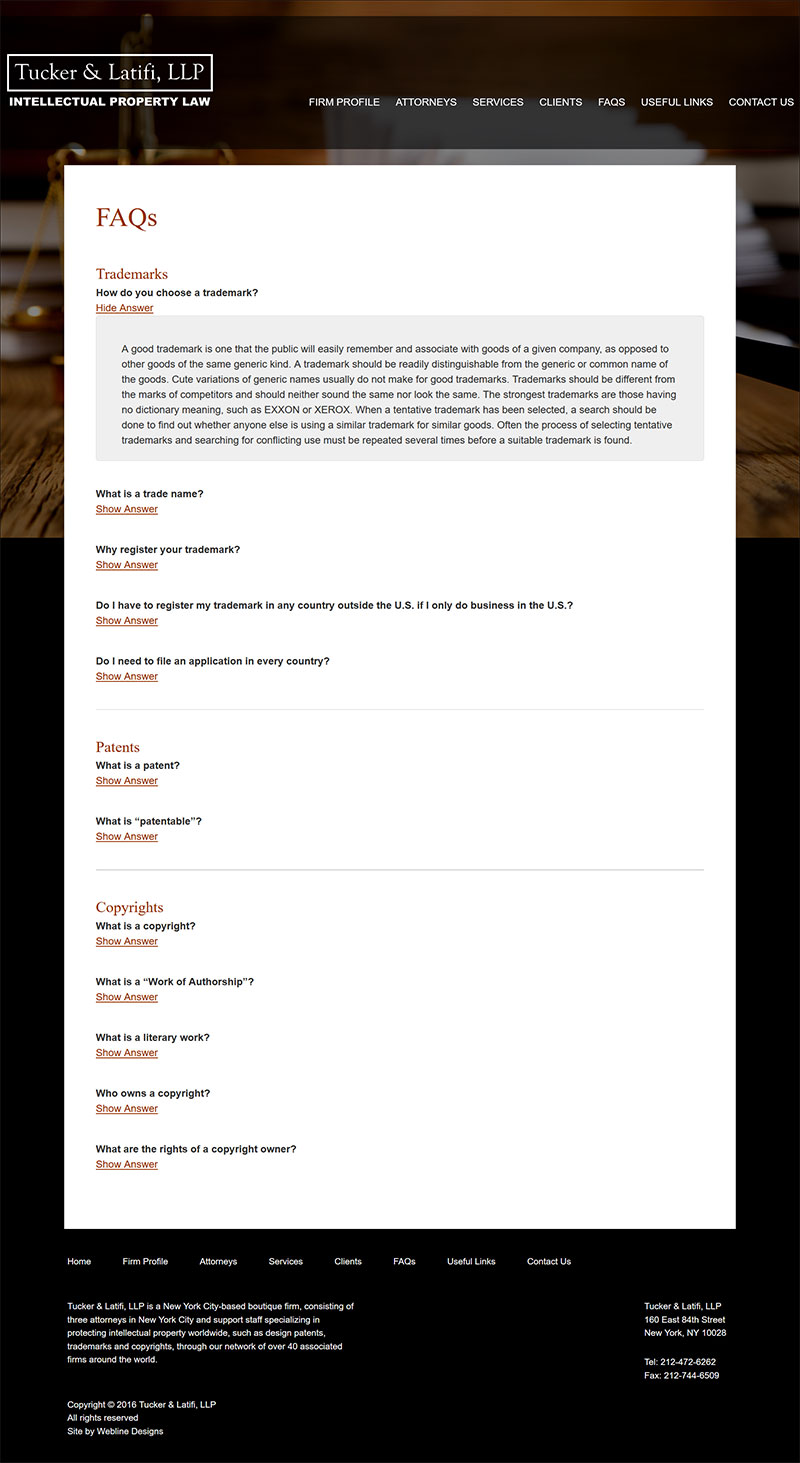 Tucker & Latifi, LLP
INTELLECTUAL PROPERTY LAW
FIRM PROFILE ATTORNEYS SERVICES CLIENTS FAQS USEFUL LINKS CONTACT US
FAQs
Trademarks
How do you choose a trademark?
Hide Answer
A good trademark is one that the public will easily remember and associate with goods of a given company, as opposed to
other goods of the same generic kind. A trademark should be readily distinguishable from the generic or common name of
the goods. Cute variations of generic names usually do not make for good trademarks. Trademarks should be different from
the marks of competitors and should neither sound the same nor look the same. The strongest trademarks are those having
no dictionary meaning, such as EXXON or XEROX. When a tentative trademark has been selected, a search should be
done to find out whether anyone else is using a similar trademark for similar goods. Often the process of selecting tentative
trademarks and searching for conflicting use must be repeated several times before a suitable trademark is found.
What is a trade name?
Show Answer
Why register your trademark?
Show Answer
Do I have to register my trademark in any country outside the U.S. if I only do business in the U.S.?
Show Answer
Do I need to file an application in every country?
Show Answer
Patents
What is a patent?
Show Answer
What is “patentable”?
Show Answer
Copyrights
What is a copyright?
Show Answer
What is a “Work of Authorship”?
Show Answer
What is a literary work?
Show Answer
Who owns a copyright?
Show Answer
What are the rights of a copyright owner?
Show Answer
Home Firm Profile Attorneys Services Clients FAQs Useful Links Contact Us
Tucker & Latifi, LLP is a New York City-based boutique firm, consisting of
three attorneys in New York City and support staff specializing in
protecting intellectual property worldwide, such as design patents,
trademarks and copyrights, through our network of over 40 associated
firms around the world.
Tucker & Latifi, LLP
160 East 84th Street
New York, NY 10028
Tel: 212-472-6262
Fax: 212-744-6509
Copyright © 2016 Tucker & Latifi, LLP
All rights reserved
Site by Webline Designs